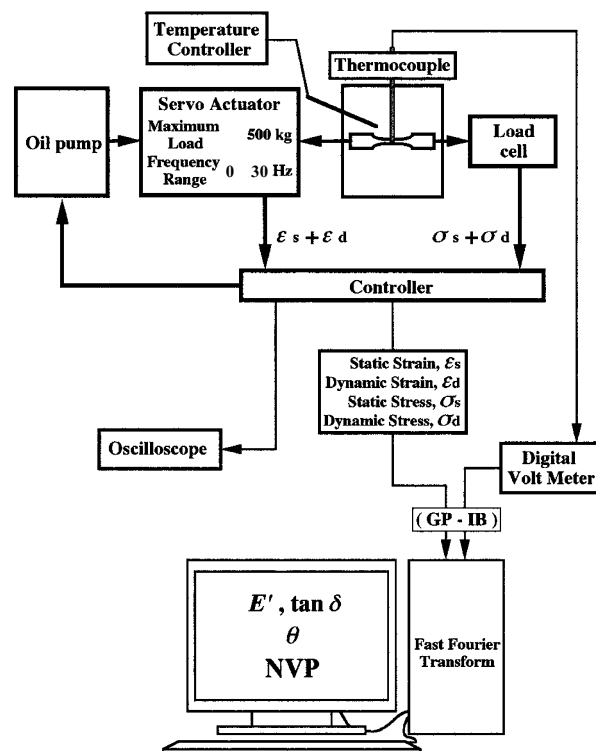 Temperature
Controller
Thermocouple
Oil pump
Servo Actuator
Maximum
Load 500 kg
Frequency
Range 0 30 Hz
Load
cell
ε s + ε d
σ s + σ d
Controller
Static Strain, εs
Dynamic Strain, εd
Static Stress, σs
Dynamic Stress, σd
Oscilloscope
Digital
Volt Meter
( GP - IB )
E′ , tan δ
θ
NVP
Fast Fourier
Transform